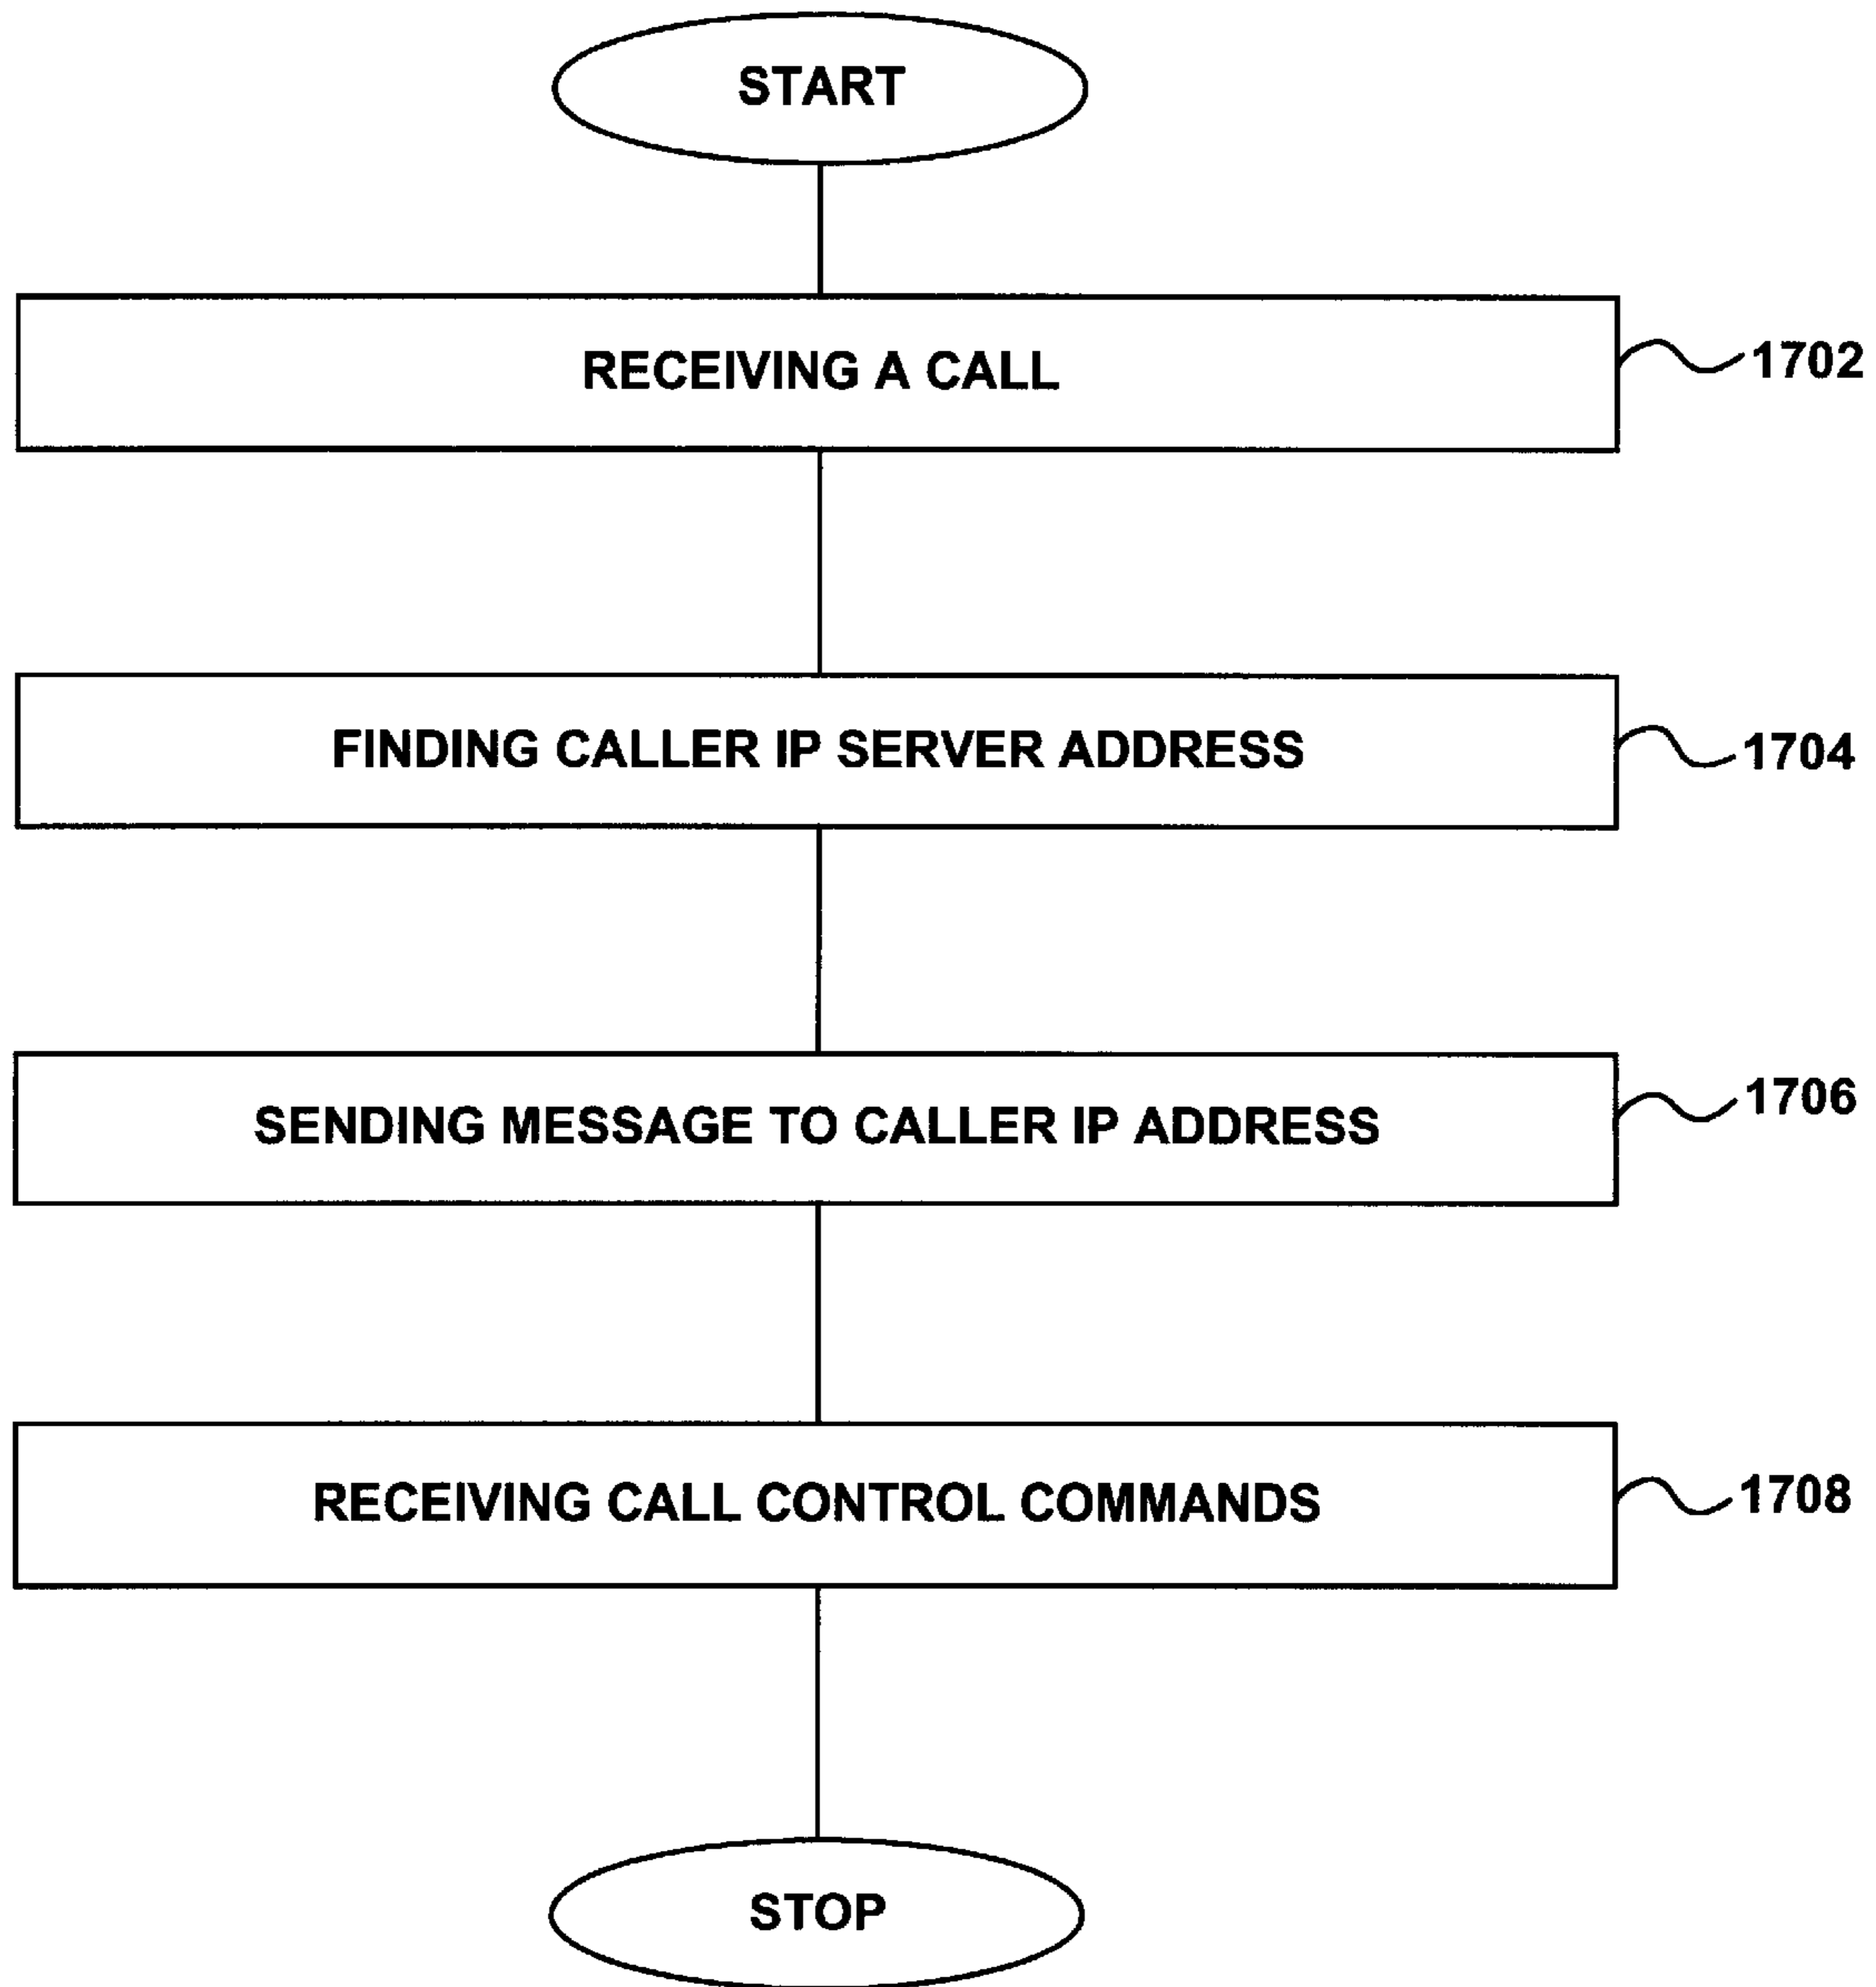 START
RECEIVING A CALL
1702
FINDING CALLER IP SERVER ADDRESS
1704
SENDING MESSAGE TO CALLER IP ADDRESS
1706
RECEIVING CALL CONTROL COMMANDS
1708
STOP